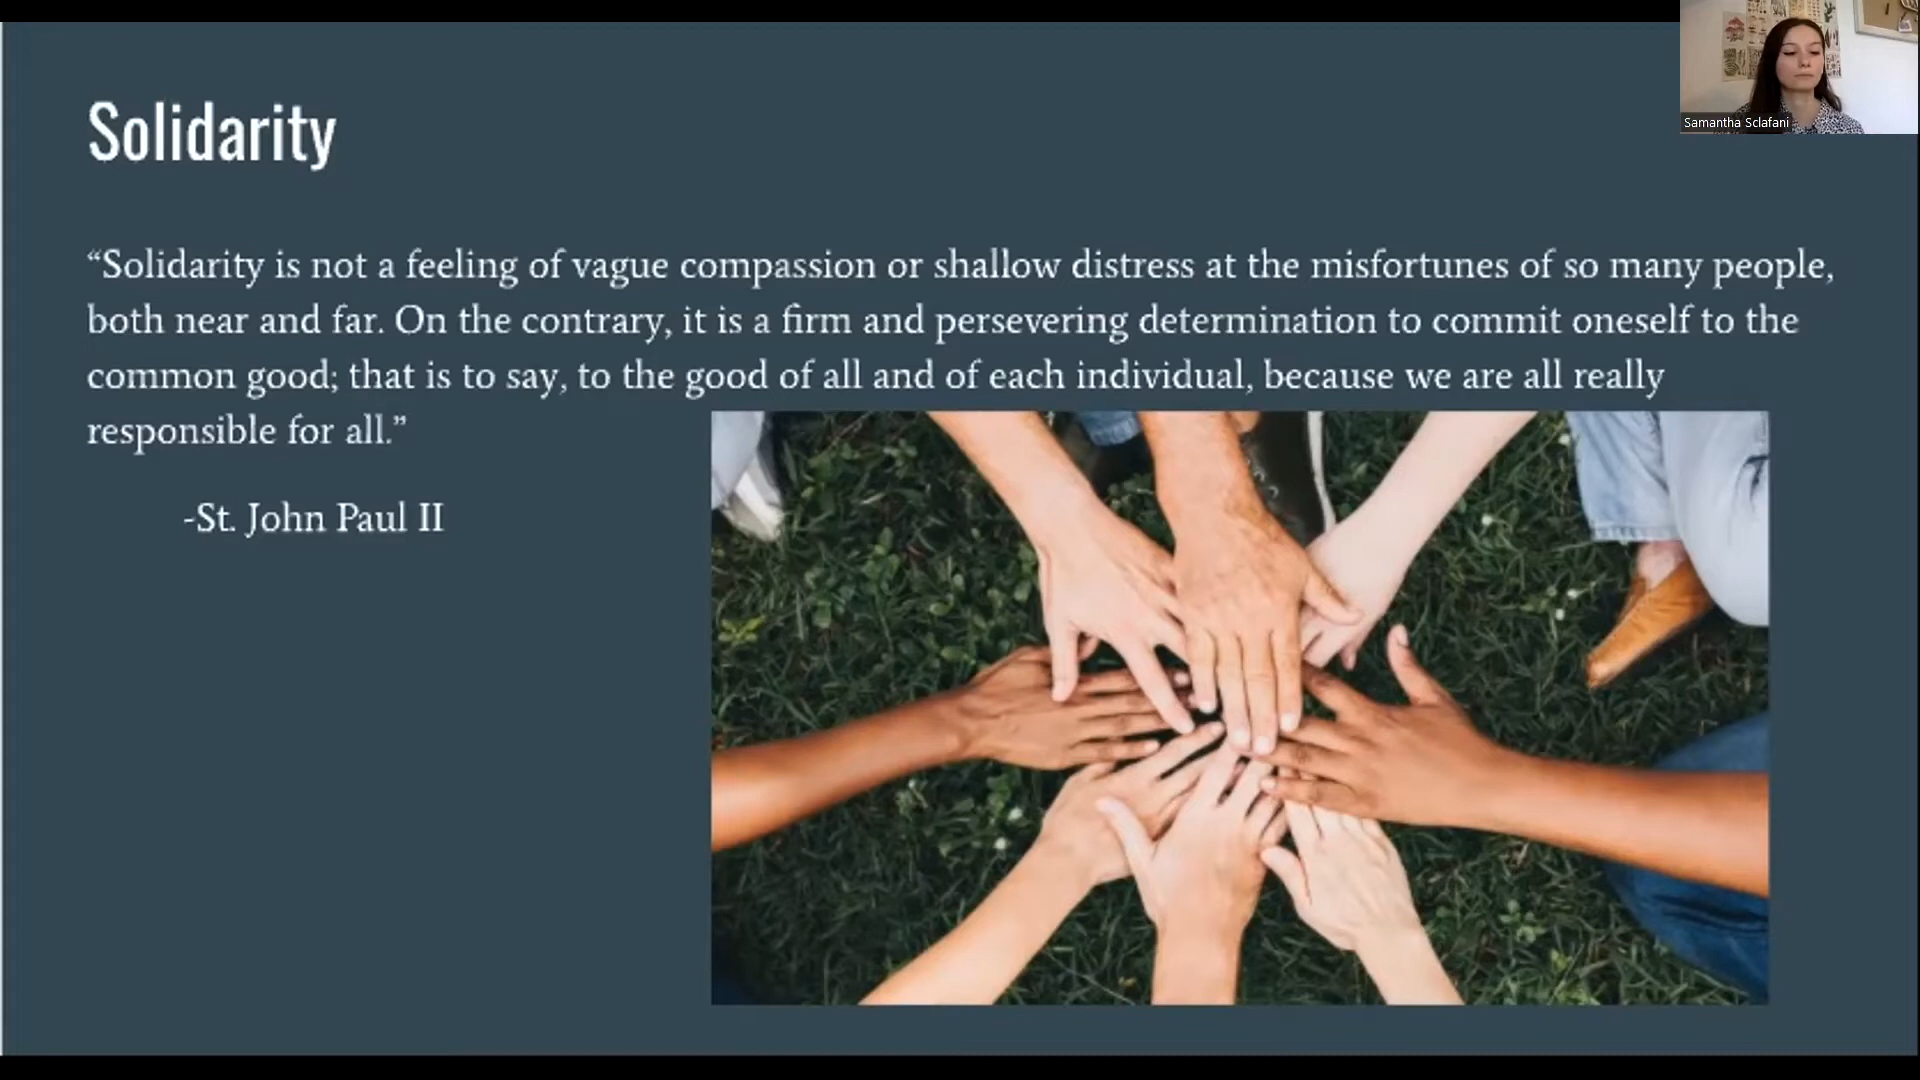 Solidarity
“Solidarity is not a feeling of vague compassion or shallow distress at the misfortunes of so many people,
both near and far. On the contrary, it is a firm and persevering determination to commit oneself to the
common good; that is to say, to the good of all and of each individual, because we are all really
responsible for all.”
-St. John Paul II
Samantha Sclafani